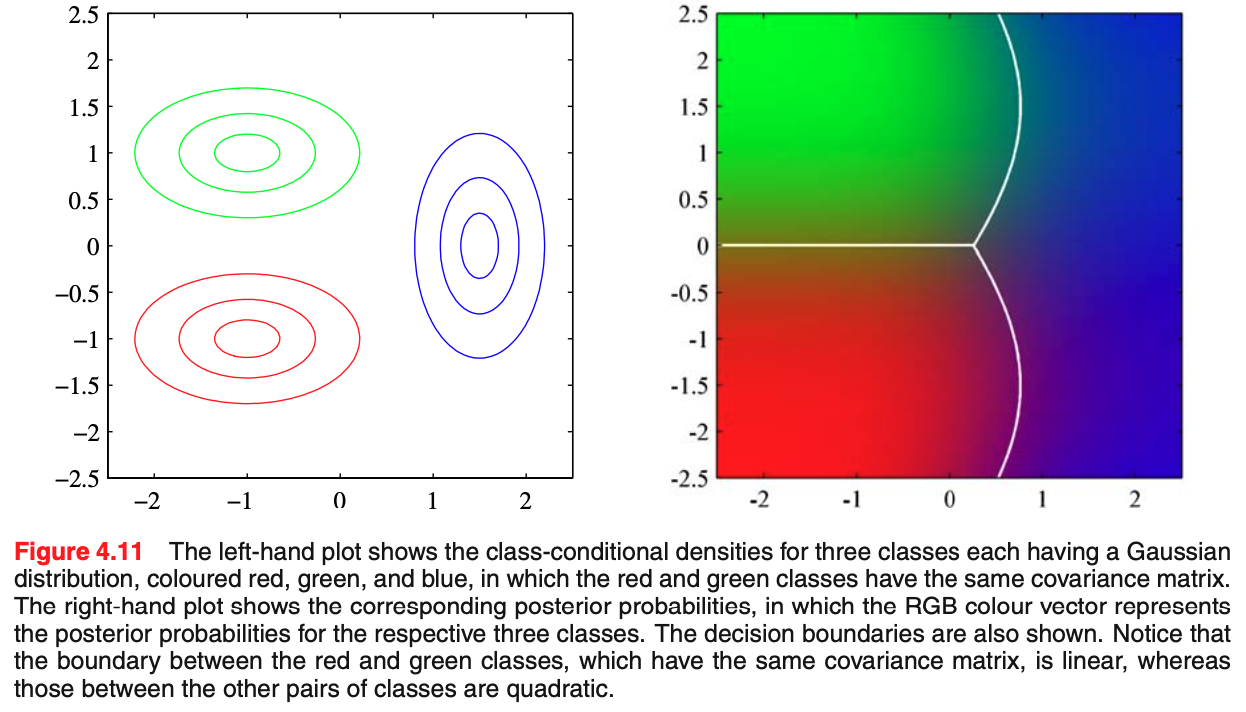 2.5
2
1.5
1
0.5
0
−0.5
−1
−1.5
−2
−2.5
−2 −1 0 1 2
2.5
2
1.5
1
0.5
0
-0.5
-1
-1.5
-2
-2.5
-2 -1 0 1 2
Figure 4.11 The left-hand plot shows the class-conditional densities for three classes each having a Gaussian
distribution, coloured red, green, and blue, in which the red and green classes have the same covariance matrix.
The right-hand plot shows the corresponding posterior probabilities, in which the RGB colour vector represents
the posterior probabilities for the respective three classes. The decision boundaries are also shown. Notice that
the boundary between the red and green classes, which have the same covariance matrix, is linear, whereas
those between the other pairs of classes are quadratic.